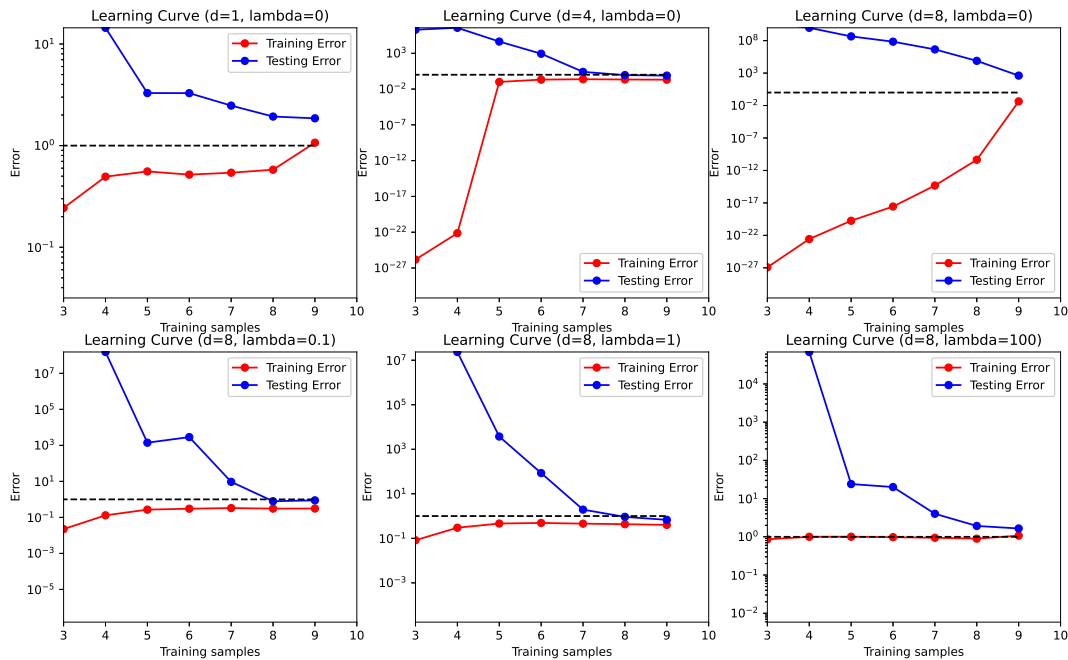 Learning Curve (d=1, lambda=0)
10^1
10^0
10^-1
Error
Training Error
Testing Error
3 4 5 6 7 8 9 10
Training samples
Learning Curve (d=4, lambda=0)
10^3
10^-2
10^-7
10^-12
10^-17
10^-22
10^-27
Error
Training Error
Testing Error
3 4 5 6 7 8 9 10
Training samples
Learning Curve (d=8, lambda=0)
10^8
10^3
10^-2
10^-7
10^-12
10^-17
10^-22
10^-27
Error
Training Error
Testing Error
3 4 5 6 7 8 9 10
Training samples
Learning Curve (d=8, lambda=0.1)
10^7
10^5
10^3
10^1
10^-1
10^-3
10^-5
Error
Training Error
Testing Error
3 4 5 6 7 8 9 10
Training samples
Learning Curve (d=8, lambda=1)
10^7
10^5
10^3
10^1
10^-1
10^-3
Error
Training Error
Testing Error
3 4 5 6 7 8 9 10
Training samples
Learning Curve (d=8, lambda=100)
10^4
10^3
10^2
10^1
10^0
10^-1
10^-2
Error
Training Error
Testing Error
3 4 5 6 7 8 9 10
Training samples